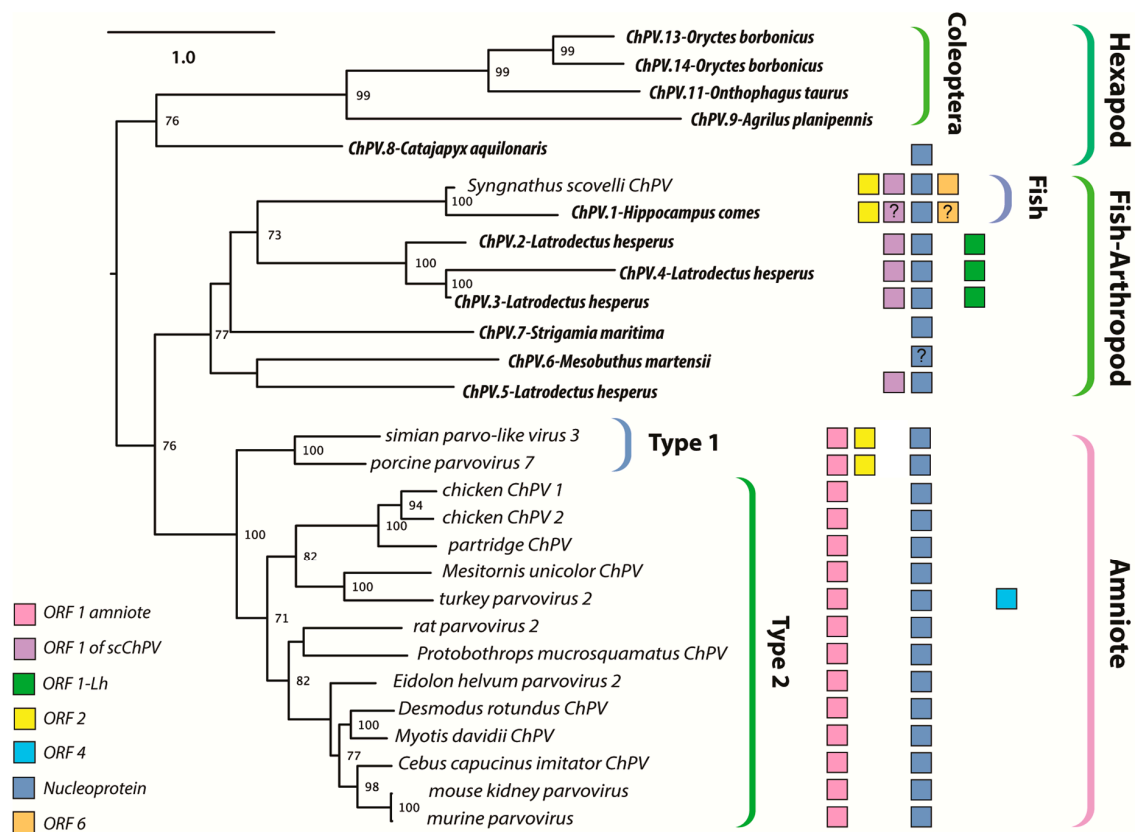 1.0
ChPV.13-Oryctes borbonicus
99
ChPV.14-Oryctes borbonicus
99
ChPV.11-Onthophagus taurus
99
ChPV.9-Agrilus planipennis
76
ChPV.8-Catajapyx aquilonaris
Coleoptera
Hexapod
Syngnathus scovelli ChPV
100
ChPV.1-Hippocampus comes
? ?
Fish
73
ChPV.2-Latrodectus hesperus
100
ChPV.4-Latrodectus hesperus
100
ChPV.3-Latrodectus hesperus
77
ChPV.7-Strigamia maritima
ChPV.6-Mesobuthus martensii
?
ChPV.5-Latrodectus hesperus
Fish-Arthropod
76
simian parvo-like virus 3
100
porcine parvovirus 7
Type 1
100
chicken ChPV 1
94
chicken ChPV 2
100
partridge ChPV
82
Mesitornis unicolor ChPV
100
turkey parvovirus 2
71
rat parvovirus 2
Protobothrops mucrosquamatus ChPV
82
Eidolon helvum parvovirus 2
Desmodus rotundus ChPV
100
Myotis davidii ChPV
77
Cebus capucinus imitator ChPV
98
mouse kidney parvovirus
100
murine parvovirus
Type 2
Amniote
ORF 1 amniote
ORF 1 of scChPV
ORF 1-Lh
ORF 2
ORF 4
Nucleoprotein
ORF 6